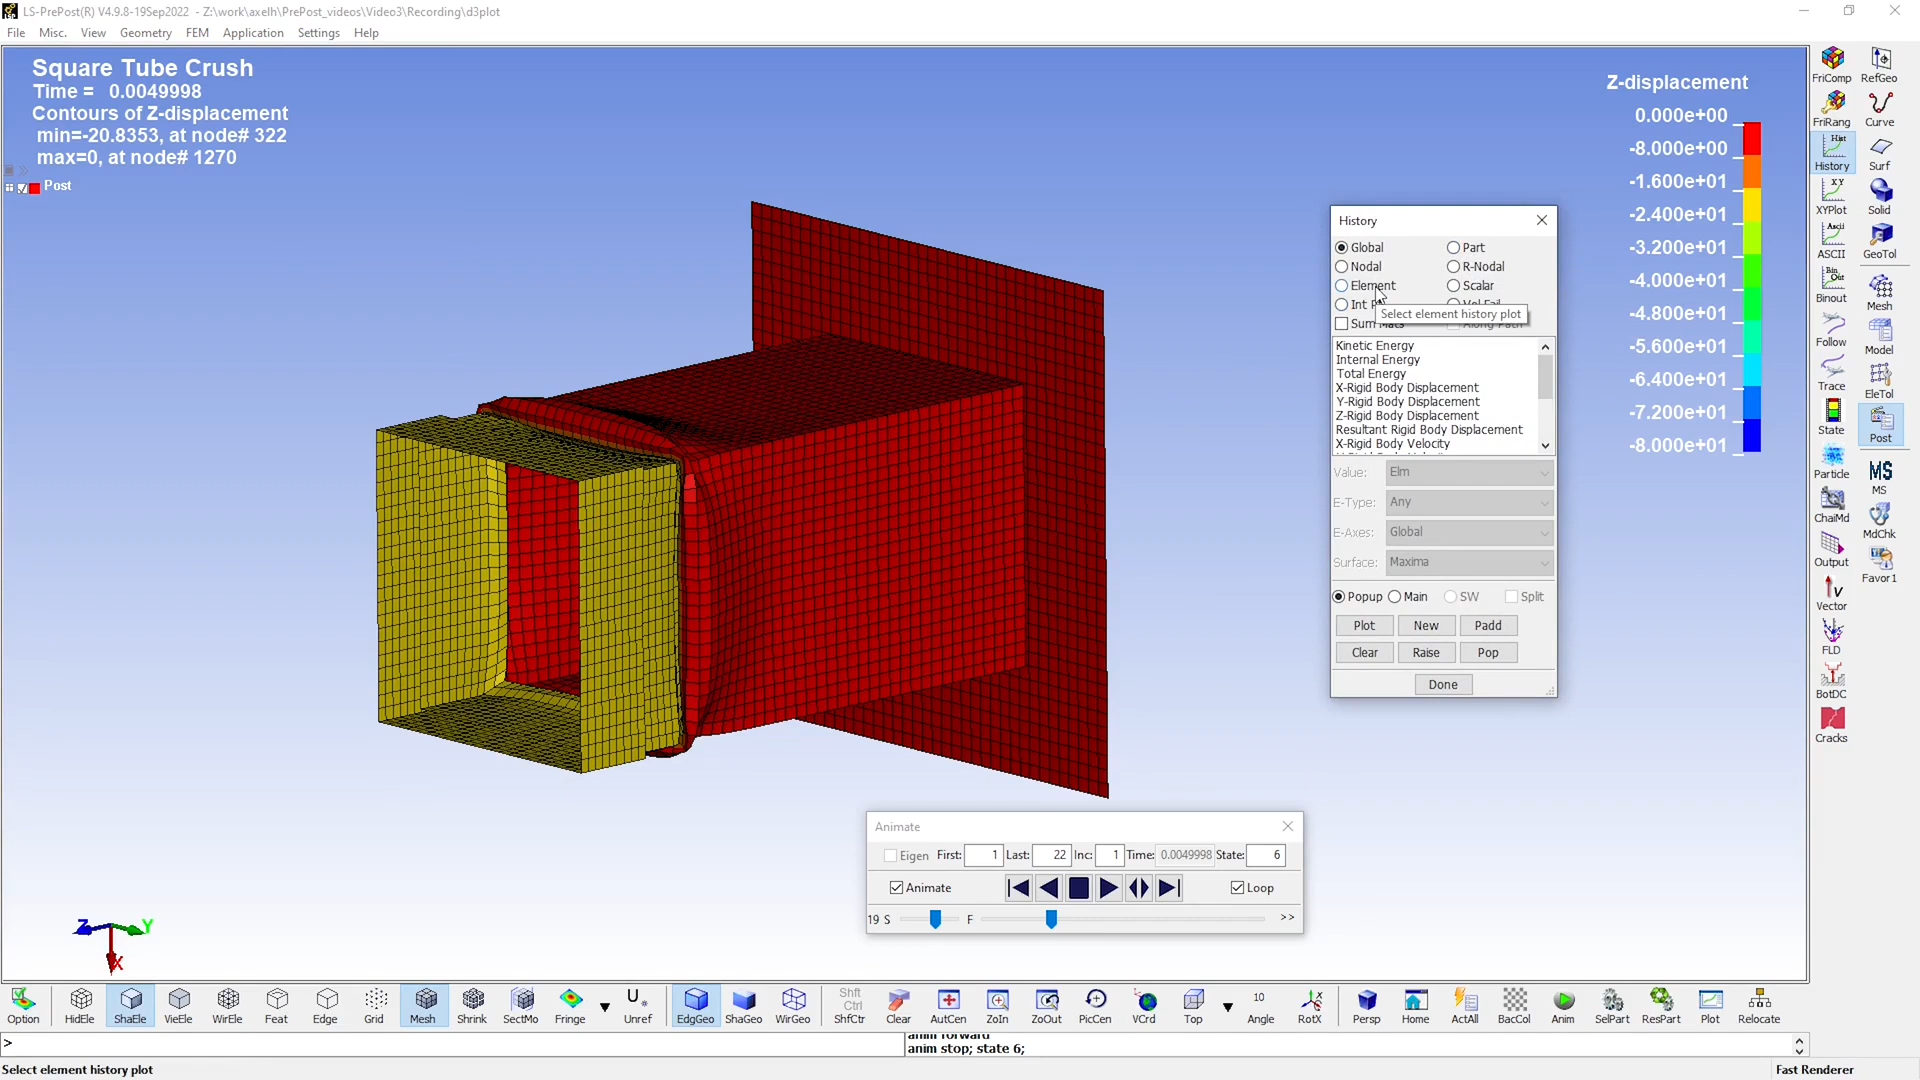 LS-PrePost(R) V4.9.8-19Sep2022 - Z:\work\axelh\PrePost_videos\Video3\Recording\d3plot
File Misc. View Geometry FEM Application Settings Help
Square Tube Crush
Time = 0.0049998
Contours of Z-displacement
min=-20.8353, at node# 322
max=0, at node# 1270
Post
Z-displacement
0.000e+00
-8.000e+00
-1.600e+01
-2.400e+01
-3.200e+01
-4.000e+01
-4.800e+01
-5.600e+01
-6.400e+01
-7.200e+01
-8.000e+01
History
Global Part
Nodal R-Nodal
Element Scalar
Int
Select element history plot
Kinetic Energy
Internal Energy
Total Energy
X-Rigid Body Displacement
Y-Rigid Body Displacement
Z-Rigid Body Displacement
Resultant Rigid Body Displacement
X-Rigid Body Velocity
Value: Elm
E-Type: Any
E-Axes: Global
Surface: Maxima
Popup Main SW Split
Plot New Padd
Clear Raise Pop
Done
Animate
Eigen First: 1 Last: 22 Inc: 1 Time: 0.0049998 State: 6
Animate Loop
19 S F >>
FriComp RefGeo
FriRang Curve
Hist
History Surf
XY
XYPlot Solid
Ascii
ASCII GeoTol
Bin
Out
Binout Mesh
Follow Model
Trace EleTol
State Post
Particle MS
MS
ChaiMd MdChk
Output Favor1
V
Vector
FLD
BotDC
Cracks
Z Y
X
Option HidEle ShaEle VieEle WirEle Feat Edge Grid Mesh Shrink SectMo Fringe Unref EdgGeo ShaGeo WirGeo ShfCtr Clear AutCen ZoIn ZoOut PicCen VCrd Top Angle RotX Persp Home ActAll BacCol Anim SelPart ResPart Plot Relocate
U
Shft
Ctrl
10
>
anim forward
anim stop; state 6;
Select element history plot Fast Renderer